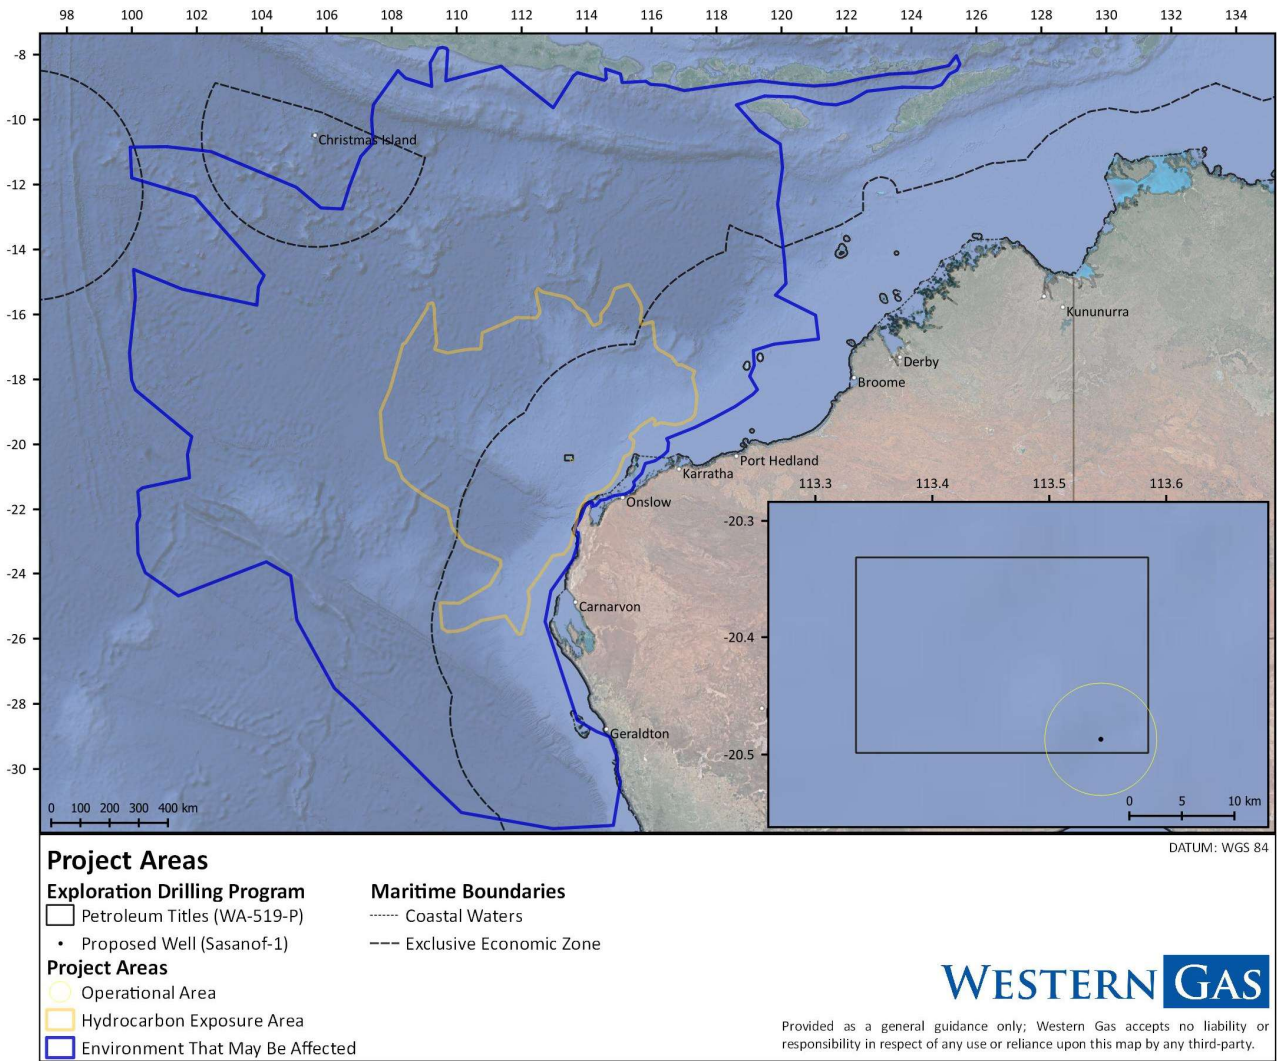 98 100 102 104 106 108 110 112 114 116 118 120 122 124 126 128 130 132 134
-8
-10
Christmas Island
-12
-14
-16
Kununurra
Derby
-18
Broome
-20
Port Hedland
Karratha
113.3 113.4 113.5 113.6
Onslow
-22
-20.3
-24
Carnarvon
-26
-20.4
-28
Geraldton
-20.5
-30
0 100 200 300 400 km
0 5 10 km
DATUM: WGS 84
Project Areas
Exploration Drilling Program
Petroleum Titles (WA-519-P)
Proposed Well (Sasanof-1)
Project Areas
Operational Area
Hydrocarbon Exposure Area
Environment That May Be Affected
Maritime Boundaries
Coastal Waters
Exclusive Economic Zone
WESTERN GAS
Provided as a general guidance only; Western Gas accepts no liability or
responsibility in respect of any use or reliance upon this map by any third-party.